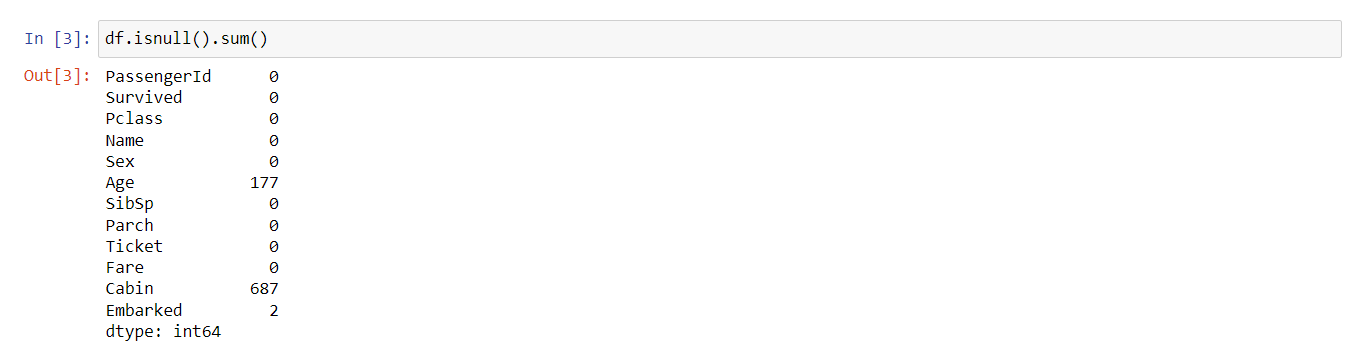 In [3]: df.isnull().sum()
Out[3]: PassengerId      0
Survived         0
Pclass           0
Name             0
Sex              0
Age            177
SibSp            0
Parch            0
Ticket           0
Fare             0
Cabin          687
Embarked         2
dtype: int64